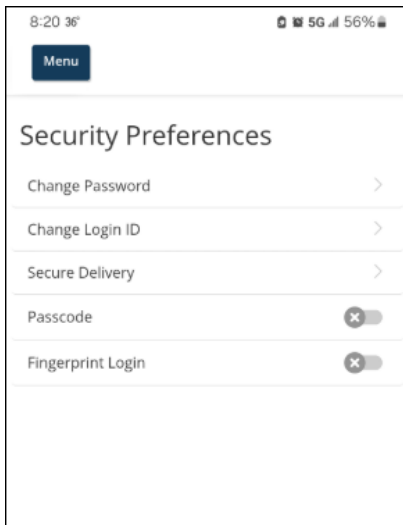 8:20 36° 5G 56%
Menu
Security Preferences
Change Password
Change Login ID
Secure Delivery
Passcode
Fingerprint Login